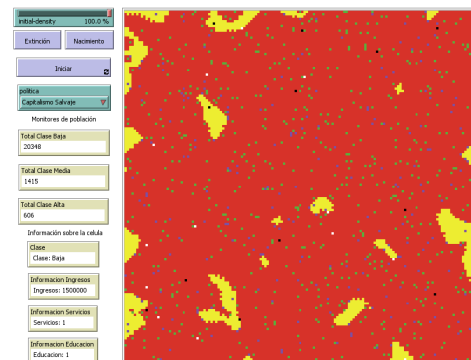 initial-density 100.0 %
Extinción Nacimiento
Iniciar
política
Capitalismo Salvaje
Monitores de población
Total Clase Baja
20348
Total Clase Media
1415
Total Clase Alta
606
Información sobre la celula
Clase
Clase: Baja
Informacion Ingresos
Ingresos: 1500000
Informacion Servicios
Servicios: 1
Informacion Educacion
Educacion: 1